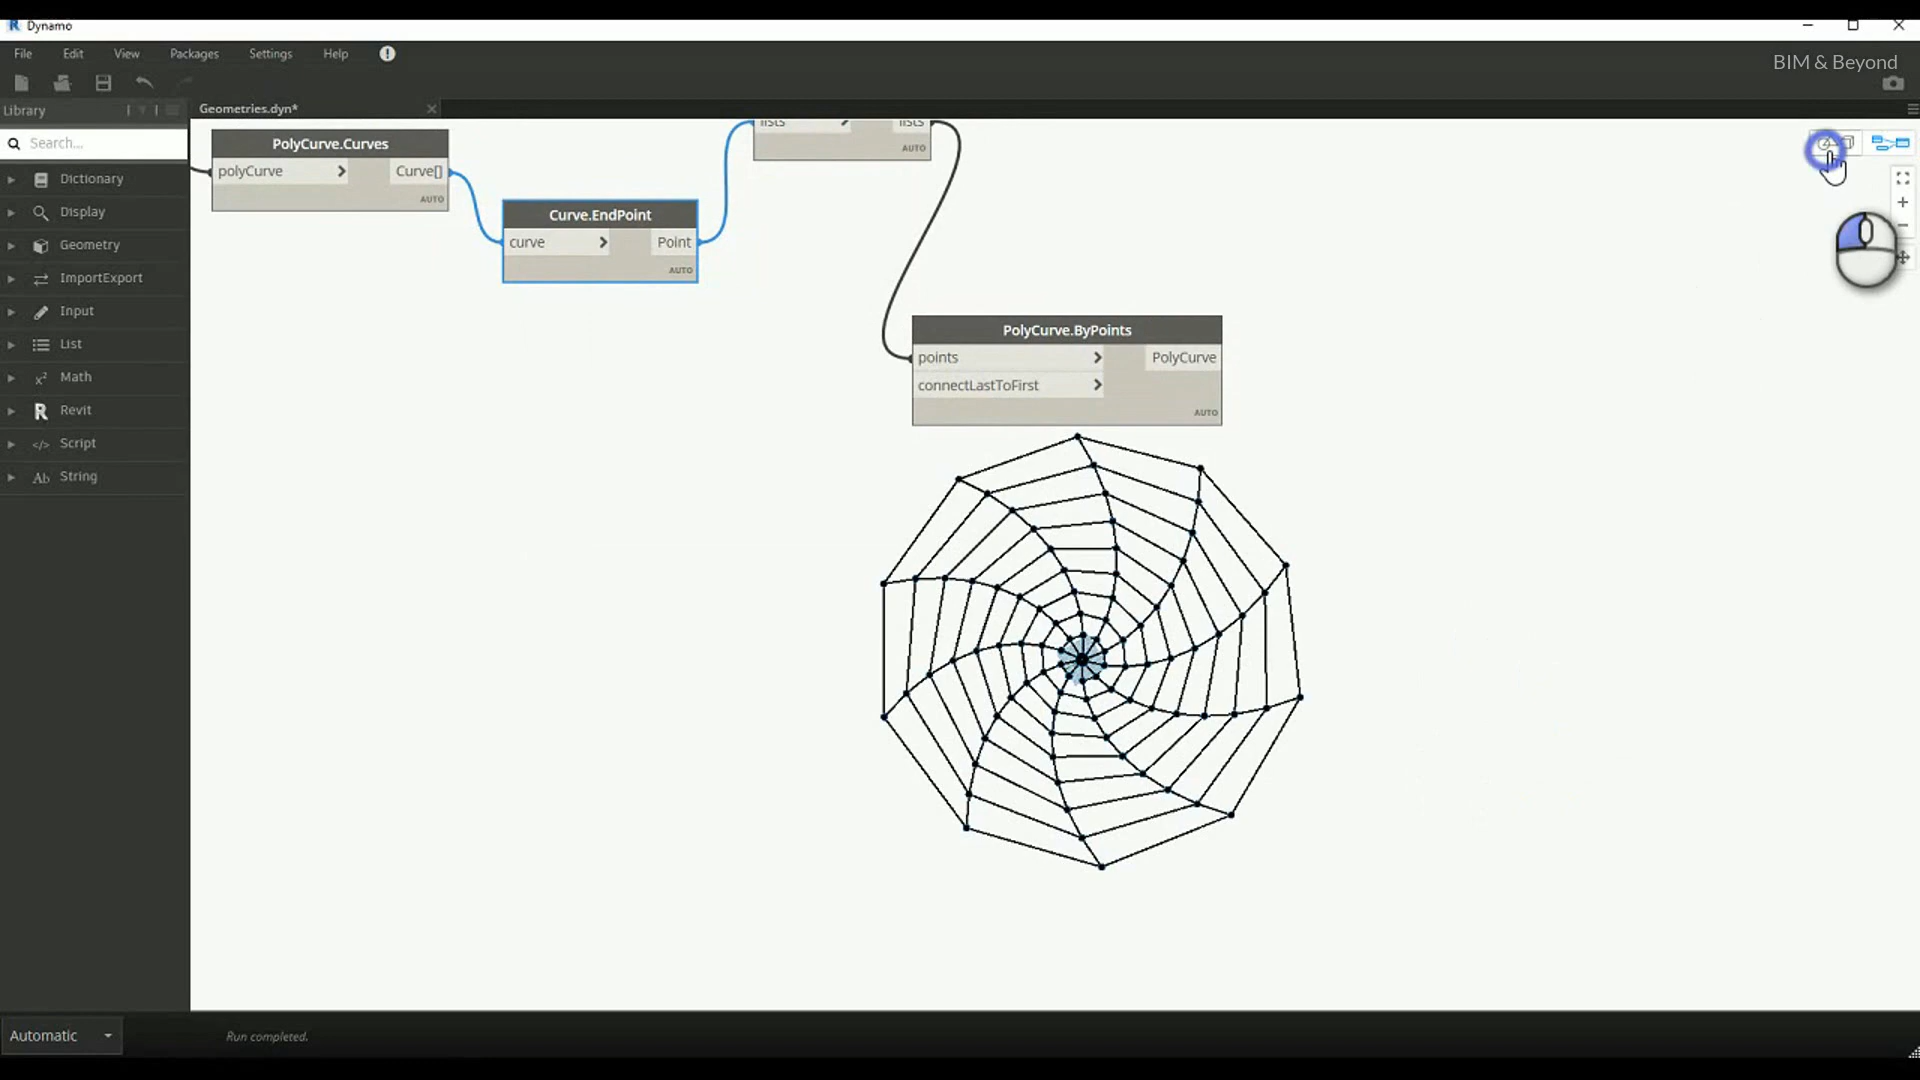 R Dynamo
File Edit View Packages Settings Help
BIM & Beyond
Library
Geometries.dyn*
Search...
Dictionary
Display
Geometry
ImportExport
Input
List
Math
Revit
Script
String
PolyCurve.Curves
polyCurve > Curve[]
AUTO
Curve.EndPoint
curve > Point
AUTO
lists > lists
AUTO
PolyCurve.ByPoints
points > PolyCurve
connectLastToFirst >
AUTO
Automatic
Run completed.